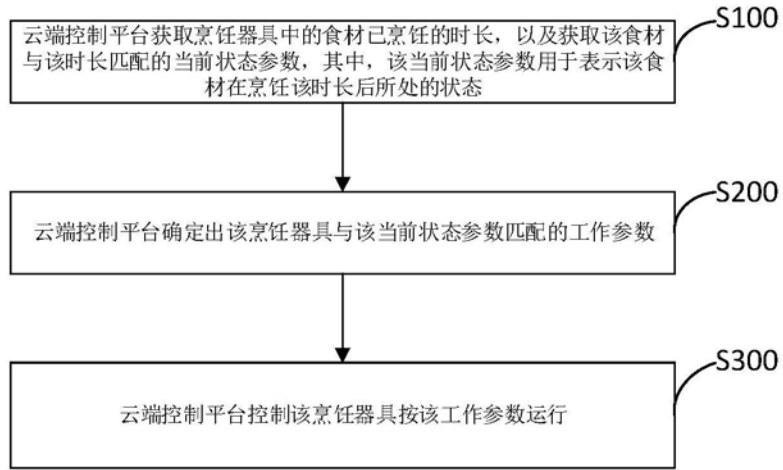 云端控制平台获取烹饪器具中的食材已烹饪的时长，以及获取该食材
与该时长匹配的当前状态参数，其中，该当前状态参数用于表示该食
材在烹饪该时长后所处的状态
S100
云端控制平台确定出该烹饪器具与该当前状态参数匹配的工作参数
S200
云端控制平台控制该烹饪器具按该工作参数运行
S300